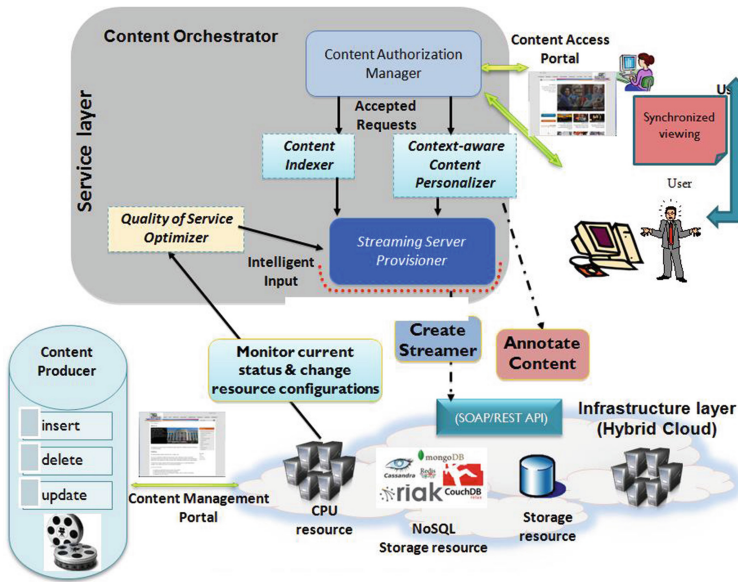 Content Orchestrator
Service layer
Content Authorization
Manager
Accepted
Requests
Content
Indexer
Context-aware
Content
Personalizer
Quality of Service
Optimizer
Intelligent
Input
Streaming Server
Provisioner
Content Access
Portal
Us
Synchronized
viewing
User
Content
Producer
insert
delete
update
Monitor current
status & change
resource configurations
Create
Streamer
Annotate
Content
(SOAP/REST API)
Infrastructure layer
(Hybrid Cloud)
Content Management
Portal
CPU
resource
mongoDB
Cassandra
Redis
riak
CouchDB
relax
NoSQL
Storage resource
Storage
resource